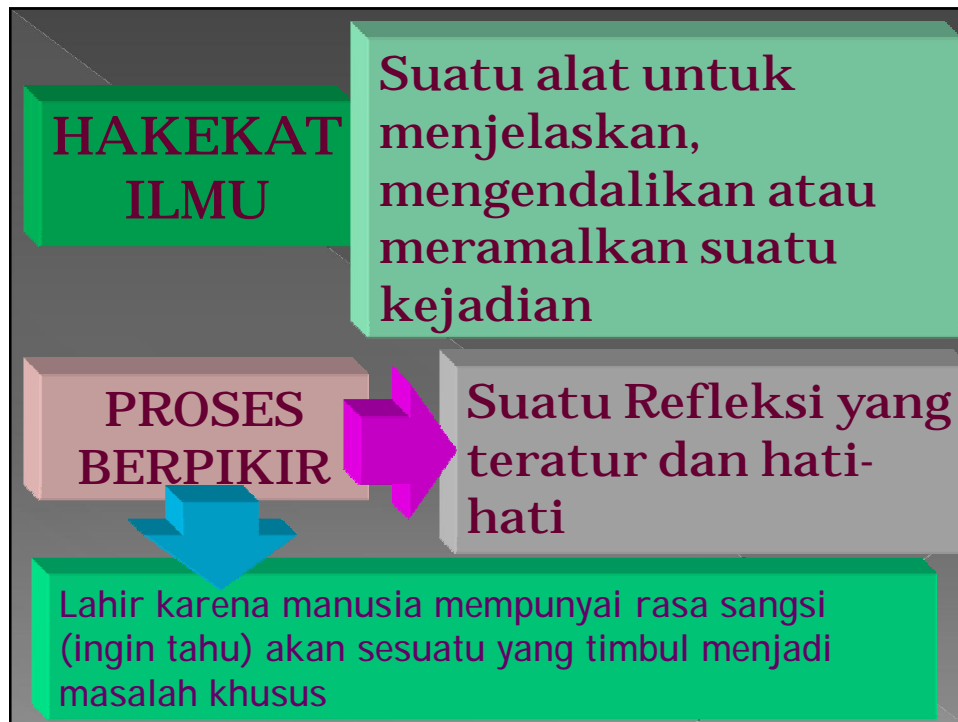 HAKEKAT
ILMU
Suatu alat untuk
menjelaskan,
mengendalikan atau
meramalkan suatu
kejadian
PROSES
BERPIKIR
Suatu Refleksi yang
teratur dan hati-
hati
Lahir karena manusia mempunyai rasa sangsi
(ingin tahu) akan sesuatu yang timbul menjadi
masalah khusus